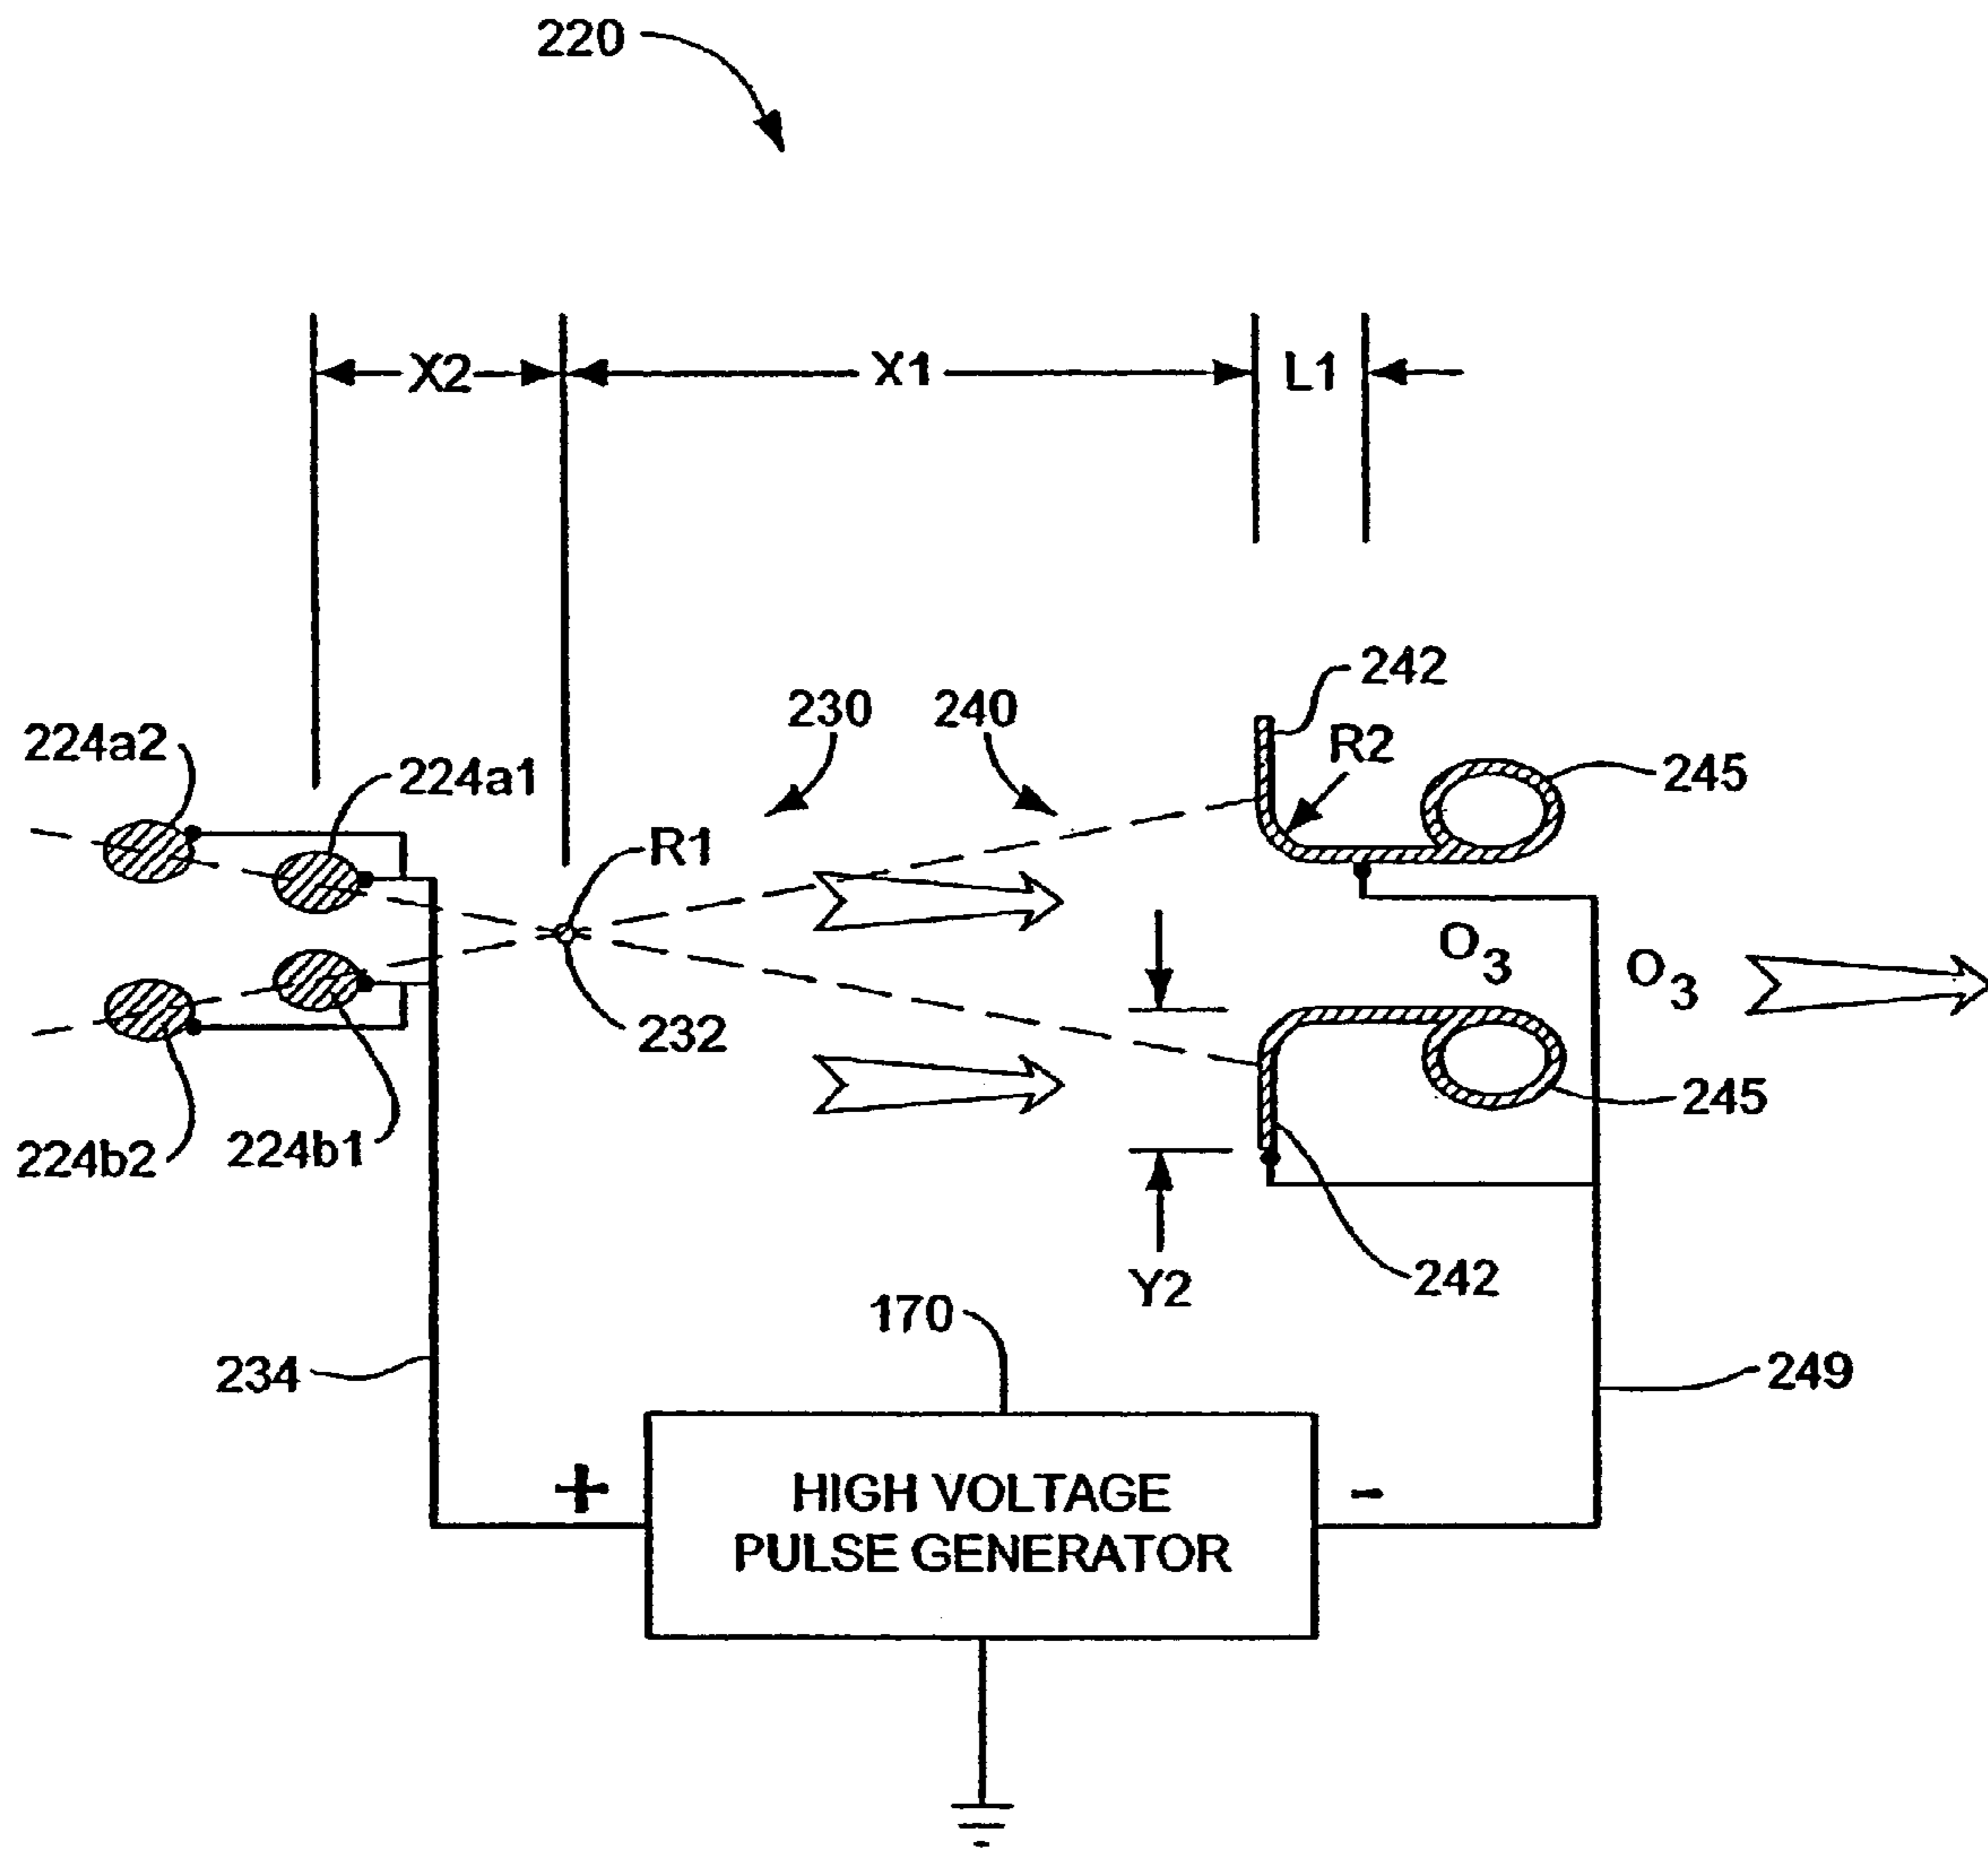 220
X2
X1
L1
242
230
240
R2
224a2
224a1
245
R1
O3
O3
232
245
224b2
224b1
242
Y2
170
234
249
+
-
HIGH VOLTAGE
PULSE GENERATOR